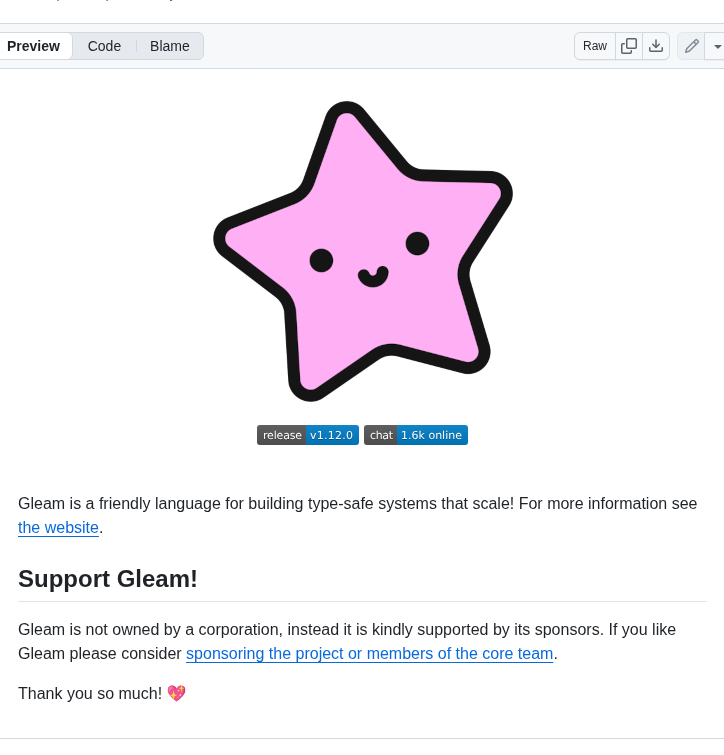 Preview Code Blame Raw
release v1.12.0 chat 1.6k online
Gleam is a friendly language for building type-safe systems that scale! For more information see
the website.
Support Gleam!
Gleam is not owned by a corporation, instead it is kindly supported by its sponsors. If you like
Gleam please consider sponsoring the project or members of the core team.
Thank you so much! 💖